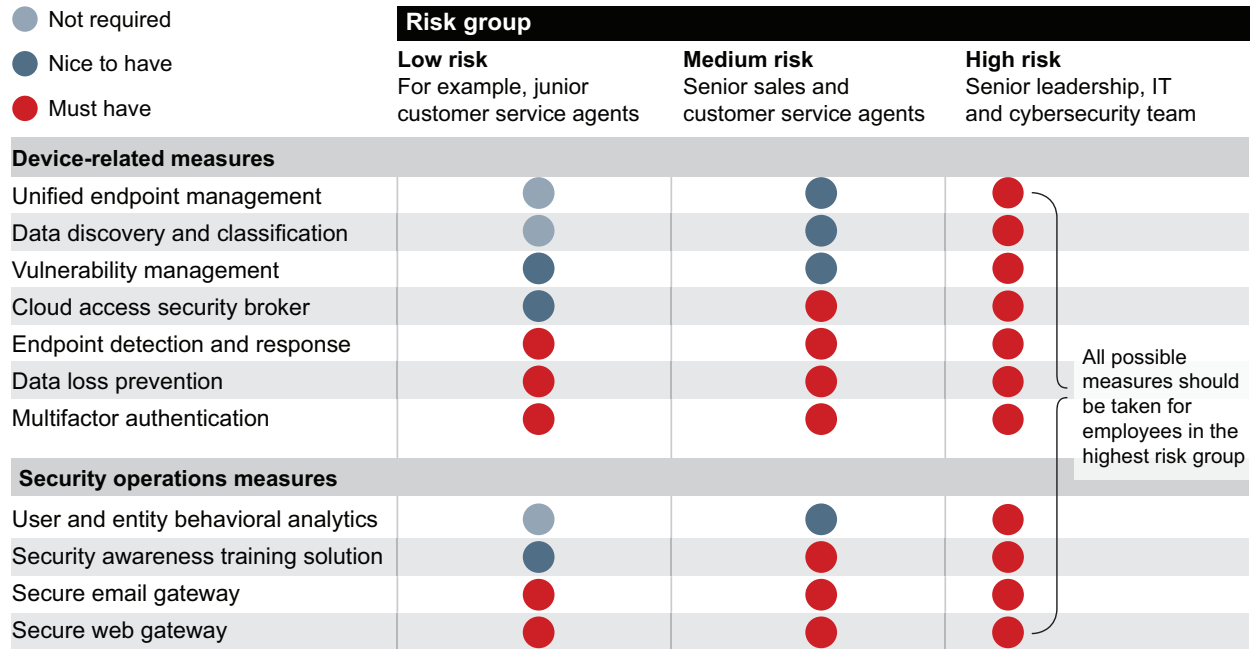 Not required
Nice to have
Must have
Risk group
Low risk
For example, junior
customer service agents
Medium risk
Senior sales and
customer service agents
High risk
Senior leadership, IT
and cybersecurity team
Device-related measures
Unified endpoint management
Data discovery and classification
Vulnerability management
Cloud access security broker
Endpoint detection and response
Data loss prevention
Multifactor authentication
All possible
measures should
be taken for
employees in the
highest risk group
Security operations measures
User and entity behavioral analytics
Security awareness training solution
Secure email gateway
Secure web gateway